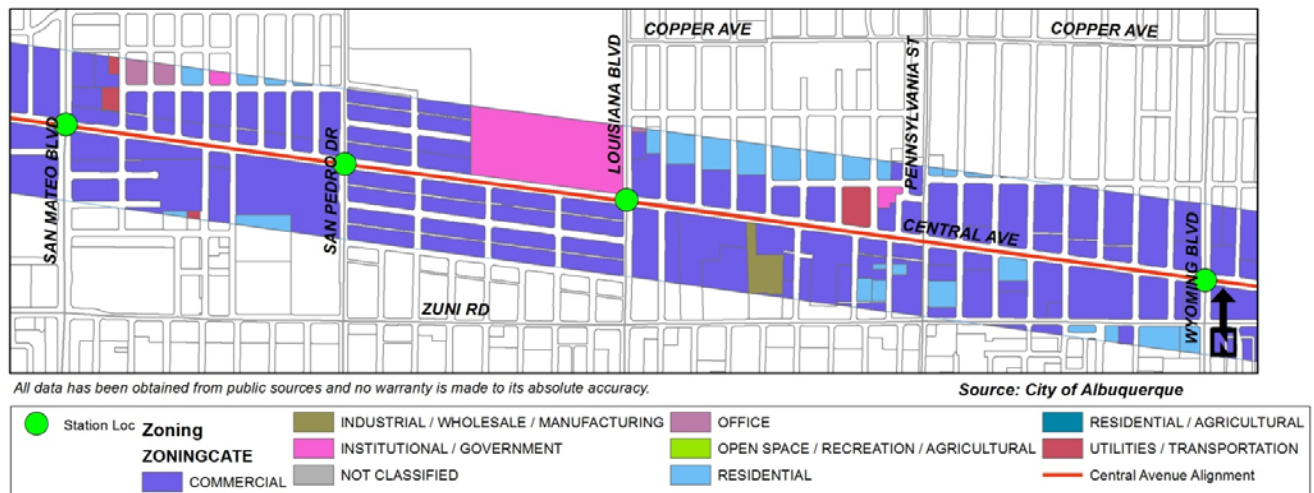 COPPER AVE
COPPER AVE
SAN MATEO BLVD
SAN PEDRO DR
LOUISIANA BLVD
PENNSYLVANIA ST
CENTRAL AVE
WYOMING BLVD
ZUNI RD
N
All data has been obtained from public sources and no warranty is made to its absolute accuracy.
Source: City of Albuquerque
Station Loc
Zoning
ZONINGCATE
COMMERCIAL
INDUSTRIAL / WHOLESALE / MANUFACTURING
INSTITUTIONAL / GOVERNMENT
NOT CLASSIFIED
OFFICE
OPEN SPACE / RECREATION / AGRICULTURAL
RESIDENTIAL
RESIDENTIAL / AGRICULTURAL
UTILITIES / TRANSPORTATION
Central Avenue Alignment